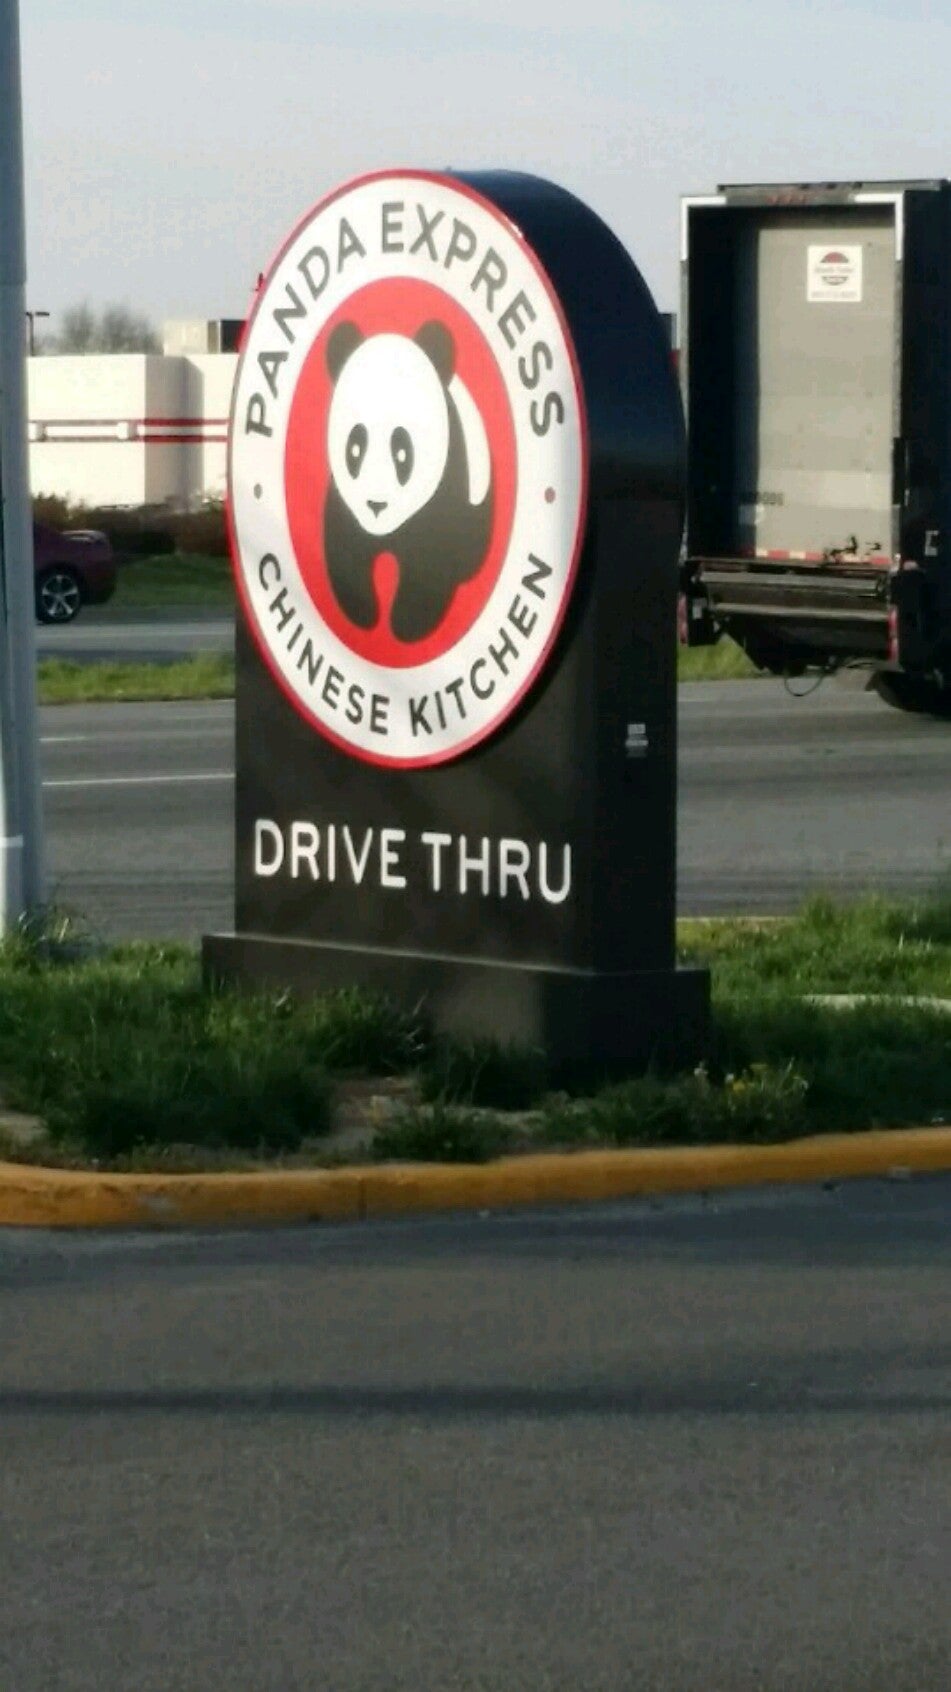 PANDA EXPRESS
CHINESE KITCHEN
DRIVE THRU